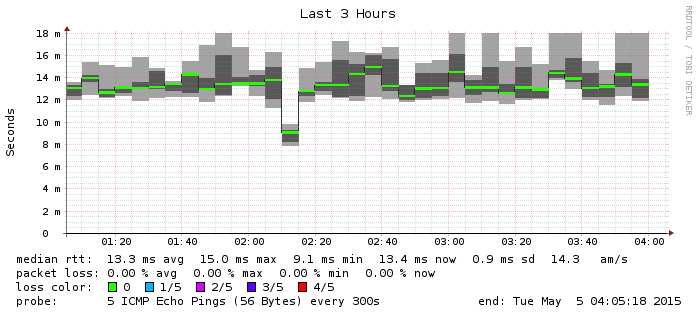 Last 3 Hours
RRDTOOL / TOBI OETIKER
Seconds
18 m
16 m
14 m
12 m
10 m
8 m
6 m
4 m
2 m
0
01:20 01:40 02:00 02:20 02:40 03:00 03:20 03:40 04:00
median rtt: 13.3 ms avg 15.0 ms max 9.1 ms min 13.4 ms now 0.9 ms sd 14.3 am/s
packet loss: 0.00 % avg 0.00 % max 0.00 % min 0.00 % now
loss color: 0 1/5 2/5 3/5 4/5
probe: 5 ICMP Echo Pings (56 Bytes) every 300s end: Tue May 5 04:05:18 2015